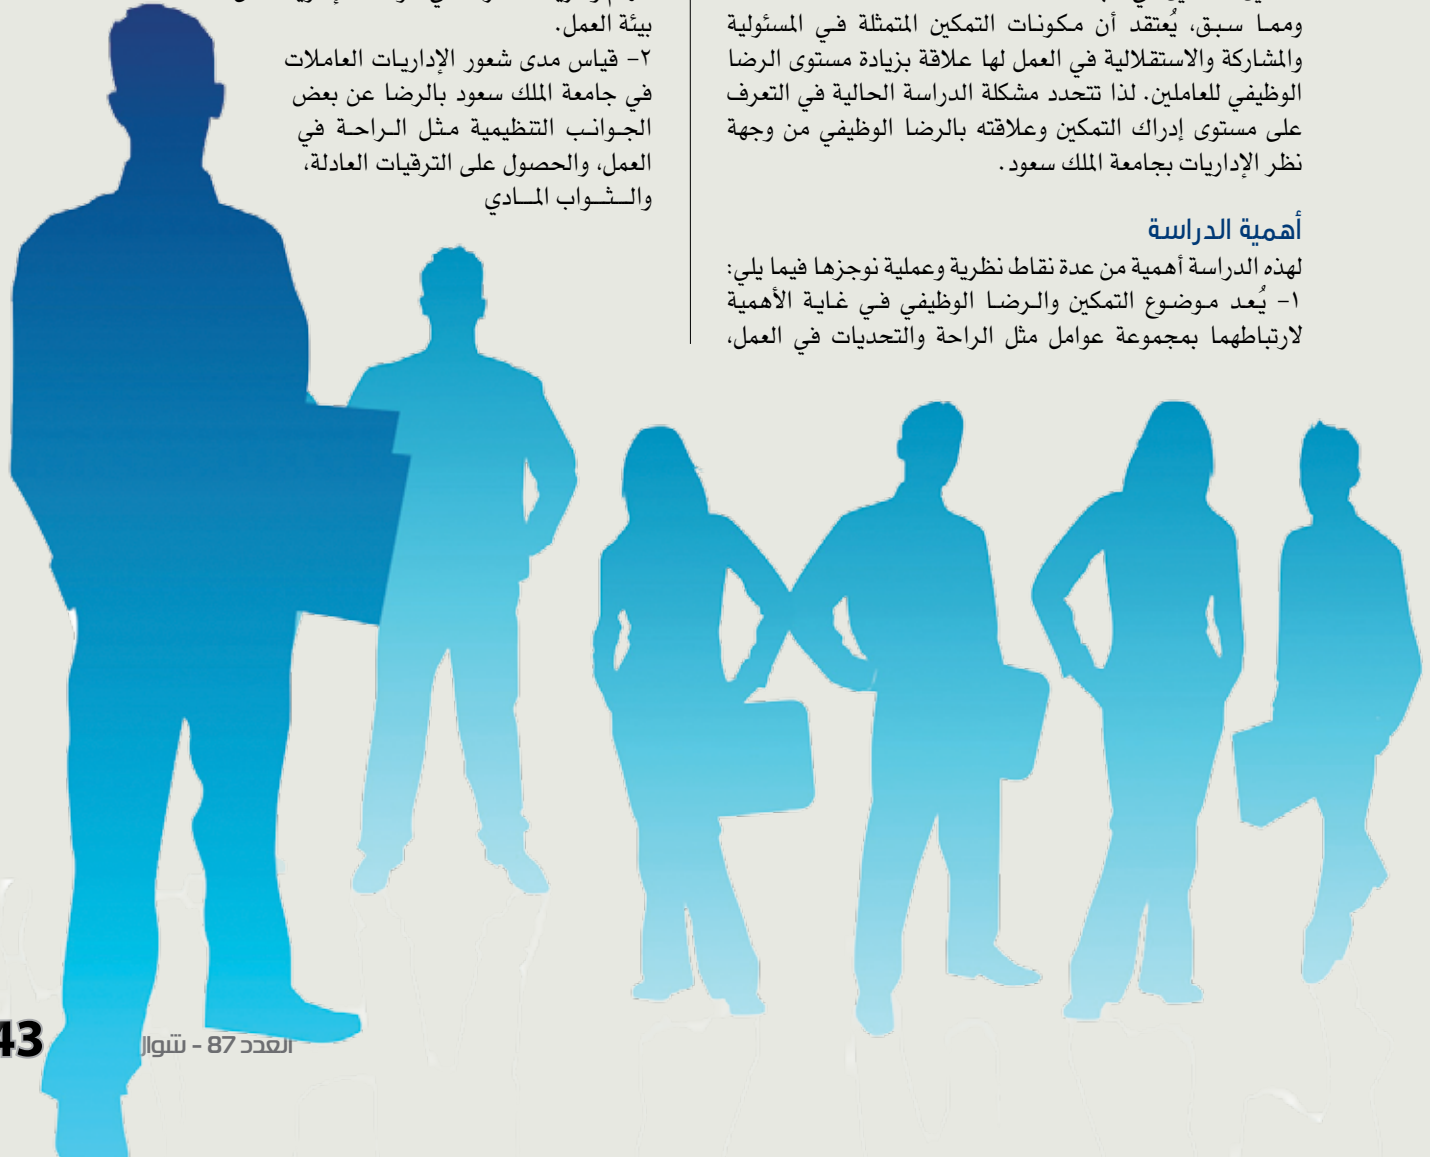 ومما سبق، يُعتقد أن مكونات التمكين المتمثلة في المسئولية
والمشاركة والاستقلالية في العمل لها علاقة بزيادة مستوى الرضا
الوظيفي للعاملين. لذا تتحدد مشكلة الدراسة الحالية في التعرف
على مستوى إدراك التمكين وعلاقته بالرضا الوظيفي من وجهة
نظر الإداريات بجامعة الملك سعود.
أهمية الدراسة
لهذه الدراسة أهمية من عدة نقاط نظرية وعملية نوجزها فيما يلي:
١- يُعد موضوع التمكين والرضا الوظيفي في غاية الأهمية
لارتباطهما بمجموعة عوامل مثل الراحة والتحديات في العمل،
بيئة العمل.
٢- قياس مدى شعور الإداريات العاملات
في جامعة الملك سعود بالرضا عن بعض
الجوانب التنظيمية مثل الراحة في
العمل، والحصول على الترقيات العادلة،
والثواب المادي
العدد 87 - شوال
43